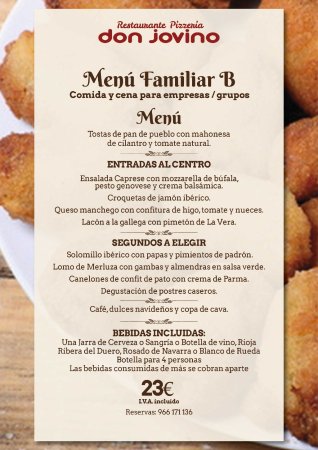 Restaurante Pizzería
don jovino
Menú Familiar B
Comida y cena para empresas / grupos
Menú
Tostas de pan de pueblo con mahonesa
de cilantro y tomate natural.
ENTRADAS AL CENTRO
Ensalada Caprese con mozzarella de búfala,
pesto genovese y crema balsámica.
Croquetas de jamón ibérico.
Queso manchego con confitura de higo, tomate y nueces.
Lacòn a la gallega con pimetón de La Vera.
SEGUNDOS A ELEGIR
Solomillo ibérico con papas y pimientos de padrón.
Lomo de Merluza con gambas y almendras en salsa verde.
Canelones de confit de pato con crema de Parma.
Degustación de postres caseros.
Café, dulces navideños y copa de cava.
BEBIDAS INCLUIDAS:
Una Jarra de Cerveza o Sangría o Botella de vino, Rioja
Ribera del Duero, Rosado de Navarra o Blanco de Rueda
Botella para 4 personas
Las bebidas consumidas de más se cobran aparte
23€
I.V.A. incluido
Reservas: 966 171 136